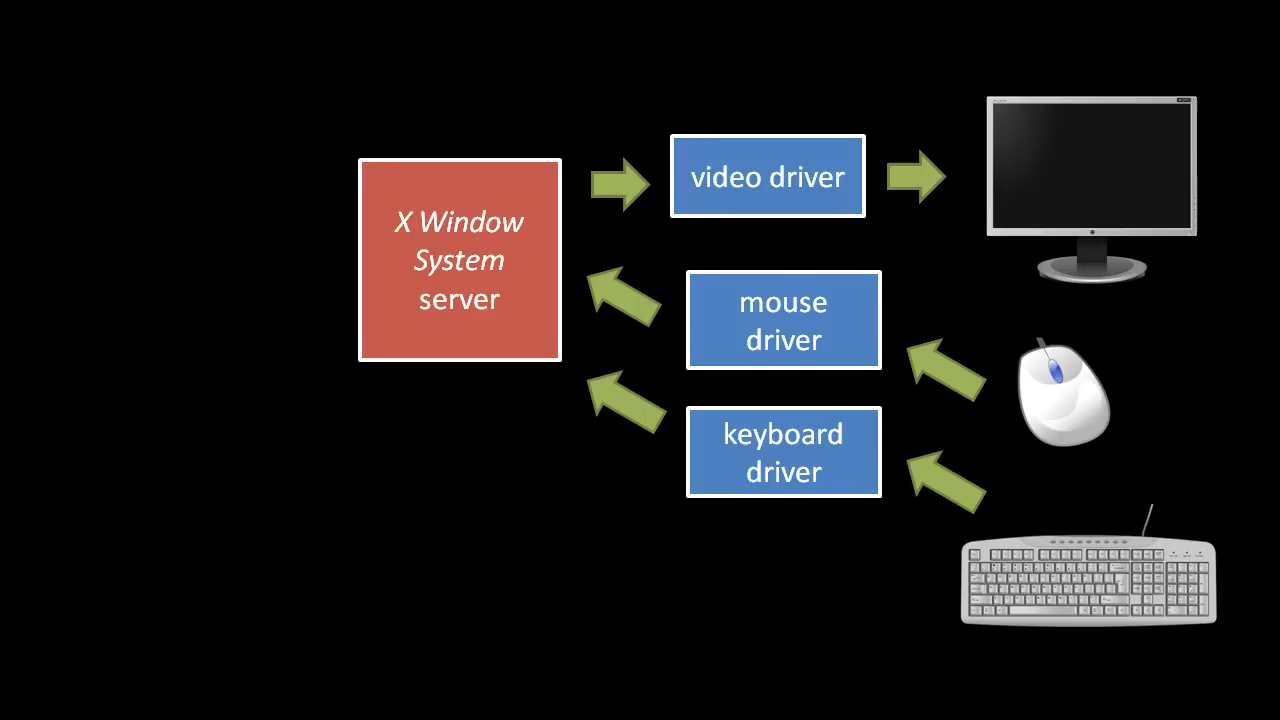 X Window
System
server
video driver
mouse
driver
keyboard
driver